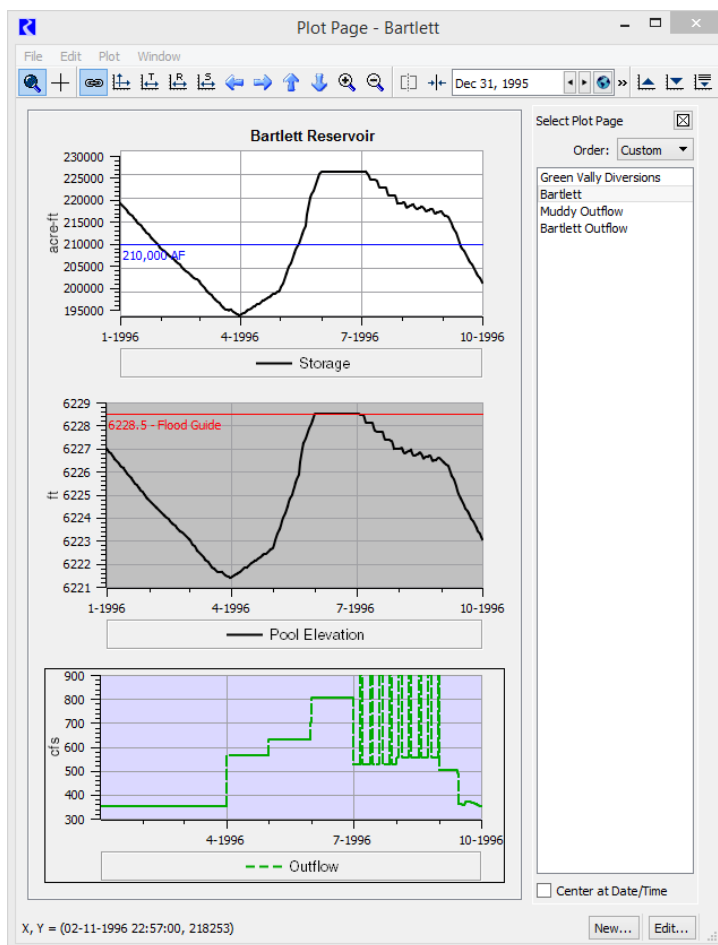 Plot Page - Bartlett
File Edit Plot Window
T R S Dec 31, 1995 »
Bartlett Reservoir
230000
225000
220000
215000
210000
205000
200000
195000
acre-ft
210,000 AF
1-1996 4-1996 7-1996 10-1996
Storage
6229
6228
6227
6226
6225
6224
6223
6222
6221
ft
6228.5 - Flood Guide
1-1996 4-1996 7-1996 10-1996
Pool Elevation
900
800
700
600
500
400
300
cfs
4-1996 7-1996 10-1996
Outflow
Select Plot Page
Order: Custom
Green Vally Diversions
Bartlett
Muddy Outflow
Bartlett Outflow
Center at Date/Time
X, Y = (02-11-1996 22:57:00, 218253)
New... Edit...